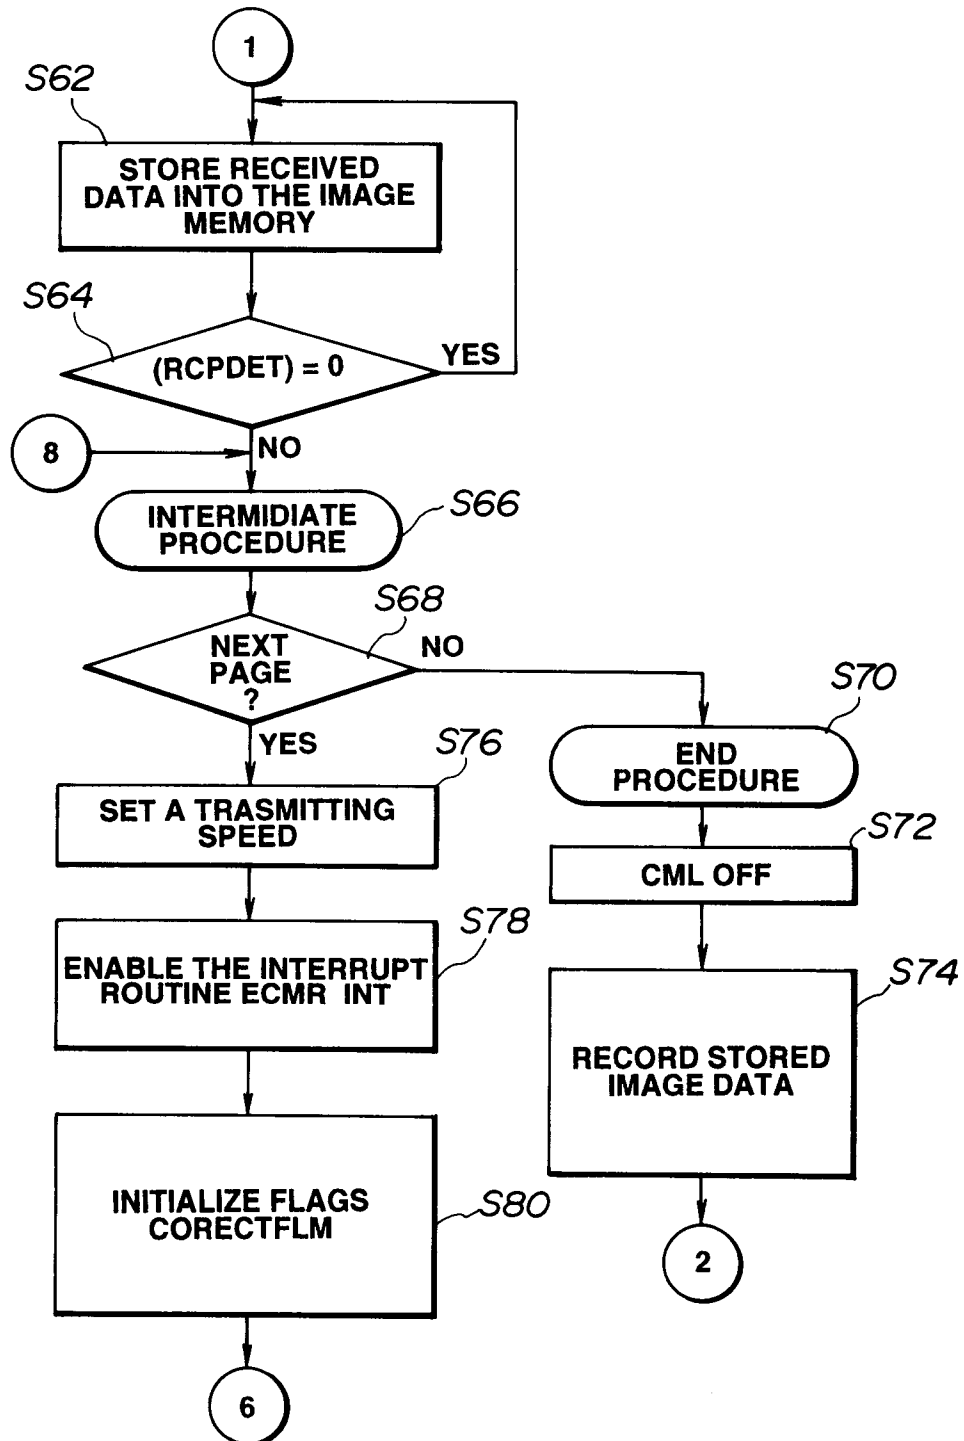 1
S62
STORE RECEIVED
DATA INTO THE IMAGE
MEMORY
S64
(RCPDET) = 0
YES
8
NO
INTERMIDIATE
PROCEDURE
S66
S68
NEXT
PAGE
?
NO
YES
S70
END
PROCEDURE
S76
SET A TRASMITTING
SPEED
S72
CML OFF
S78
ENABLE THE INTERRUPT
ROUTINE ECMR INT
S74
RECORD STORED
IMAGE DATA
S80
INITIALIZE FLAGS
CORECTFLM
2
6